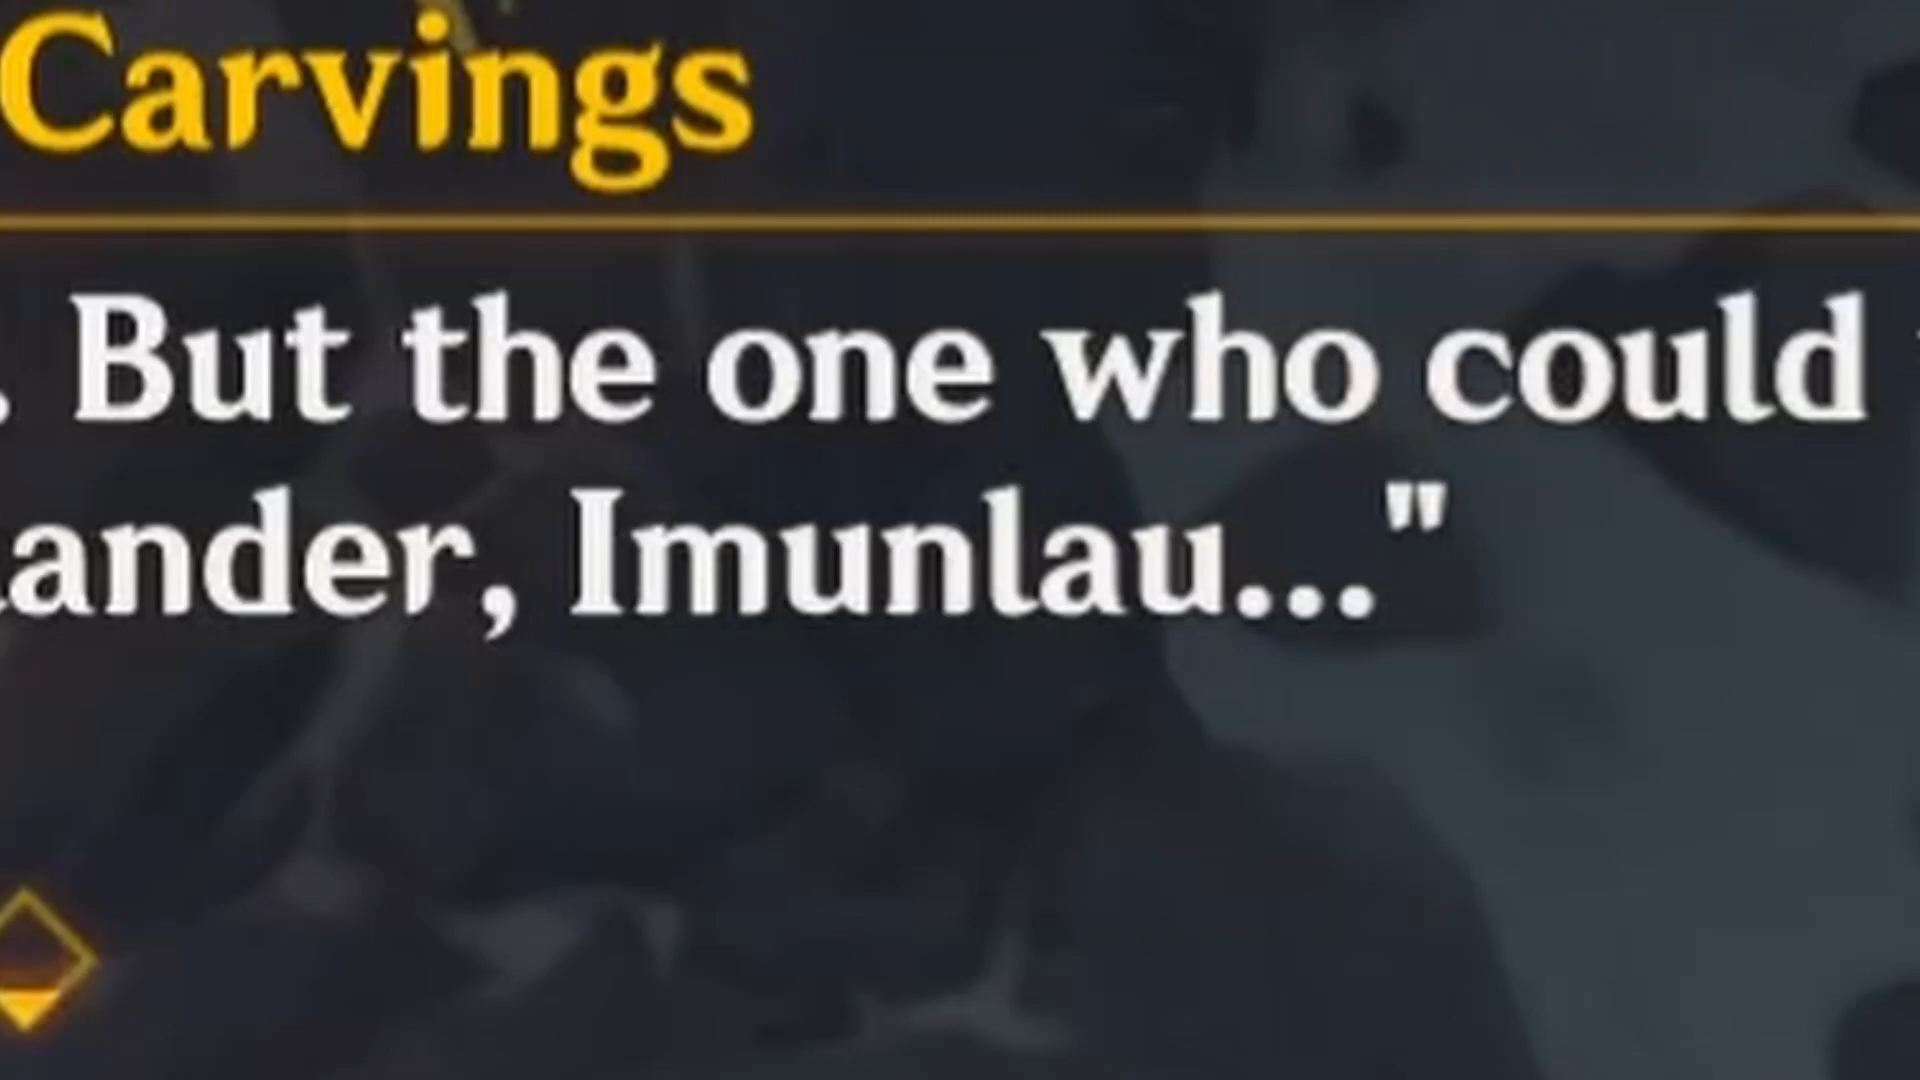 Carvings
. But the one who could
ander, Imunlau..."